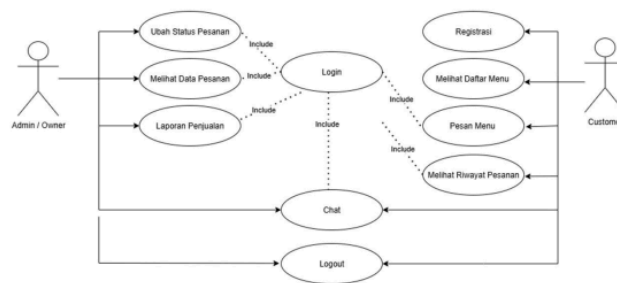 Ubah Status Pesanan
Registrasi
Include
Login
Melihat Data Pesanan
Include
Melihat Daftar Menu
Include
Include
Admin / Owner
Laporan Penjualan
Include
Pesan Menu
Custome
Include
Melihat Riwayat Pesanan
Chat
Logout